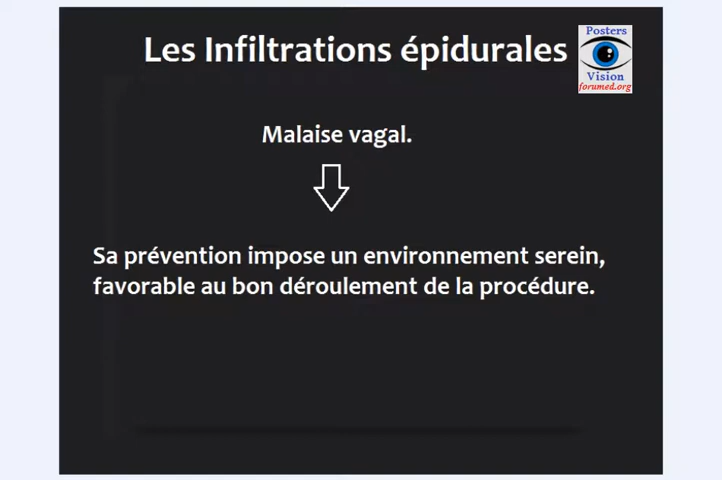 Les Infiltrations épidurales
Posters
Vision
forumed.org
Malaise vagal.
Sa prévention impose un environnement serein,
favorable au bon déroulement de la procédure.